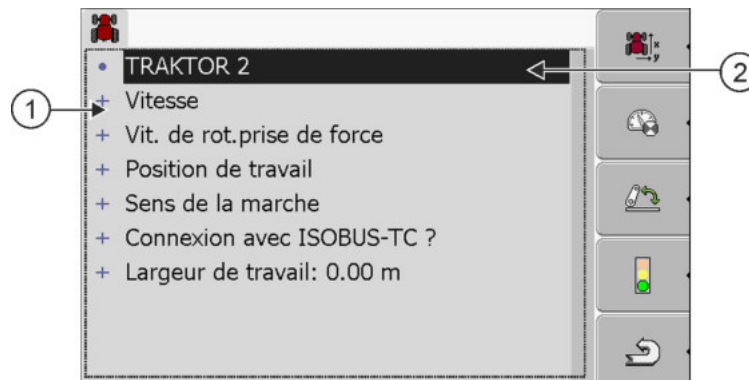 TRAKTOR 2
Vitesse
Vit. de rot.prise de force
Position de travail
Sens de la marche
Connexion avec ISOBUS-TC ?
Largeur de travail: 0.00 m
1
2
x
y